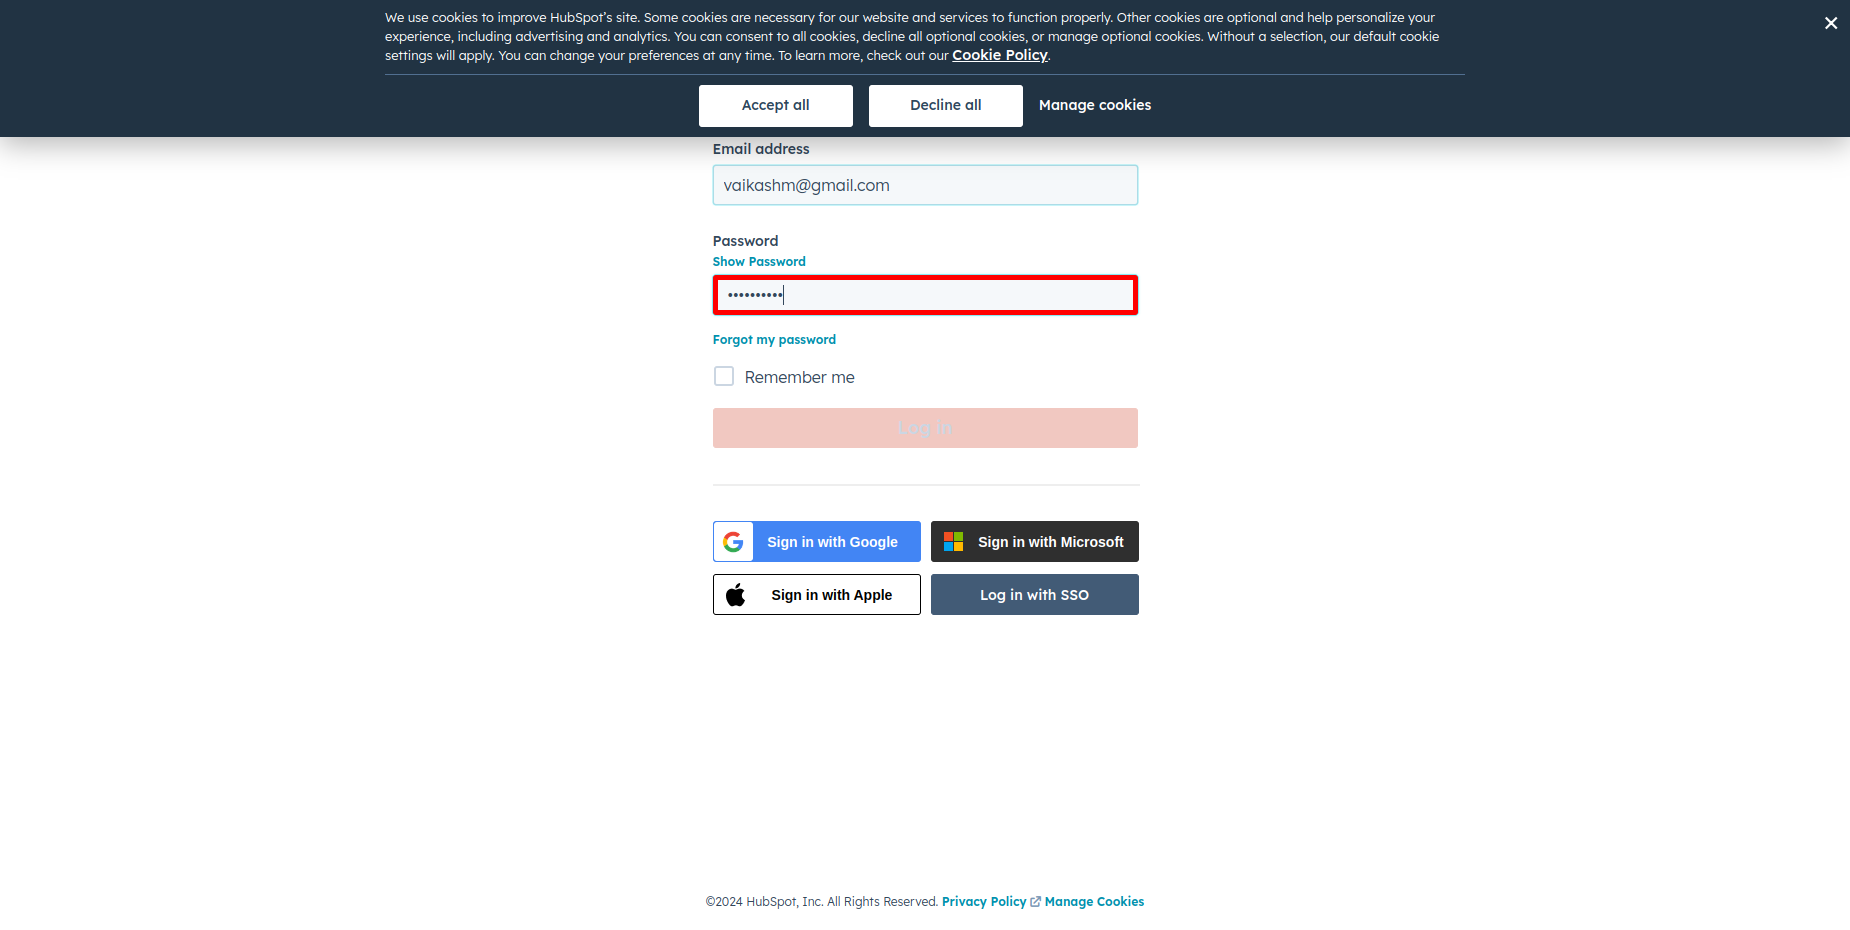 We use cookies to improve HubSpot’s site. Some cookies are necessary for our website and services to function properly. Other cookies are optional and help personalize your
experience, including advertising and analytics. You can consent to all cookies, decline all optional cookies, or manage optional cookies. Without a selection, our default cookie
settings will apply. You can change your preferences at any time. To learn more, check out our Cookie Policy.
Accept all
Decline all
Manage cookies
Email address
vaikashm@gmail.com
Password
Show Password
••••••••••
Forgot my password
Remember me
Log in
Sign in with Google
Sign in with Microsoft
Sign in with Apple
Log in with SSO
©2024 HubSpot, Inc. All Rights Reserved. Privacy Policy Manage Cookies